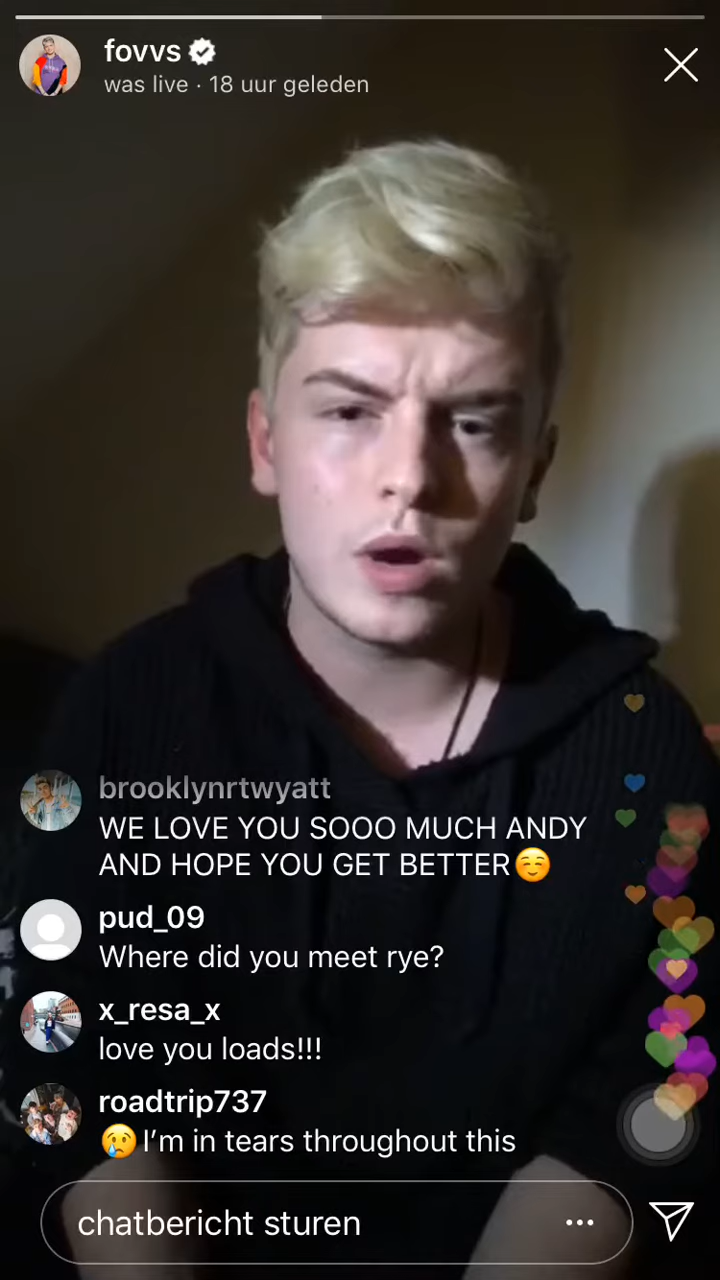 fovvs
was live · 18 uur geleden
brooklynrtwyatt
WE LOVE YOU SOOO MUCH ANDY
AND HOPE YOU GET BETTER☺️
pud_09
Where did you meet rye?
x_resa_x
love you loads!!!
roadtrip737
😢I’m in tears throughout this
chatbericht sturen